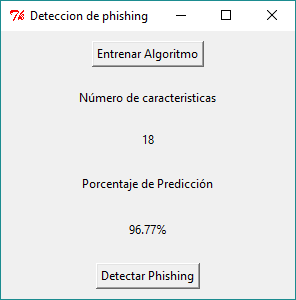 Deteccion de phishing
Entrenar Algoritmo
Número de caracteristicas
18
Porcentaje de Predicción
96.77%
Detectar Phishing